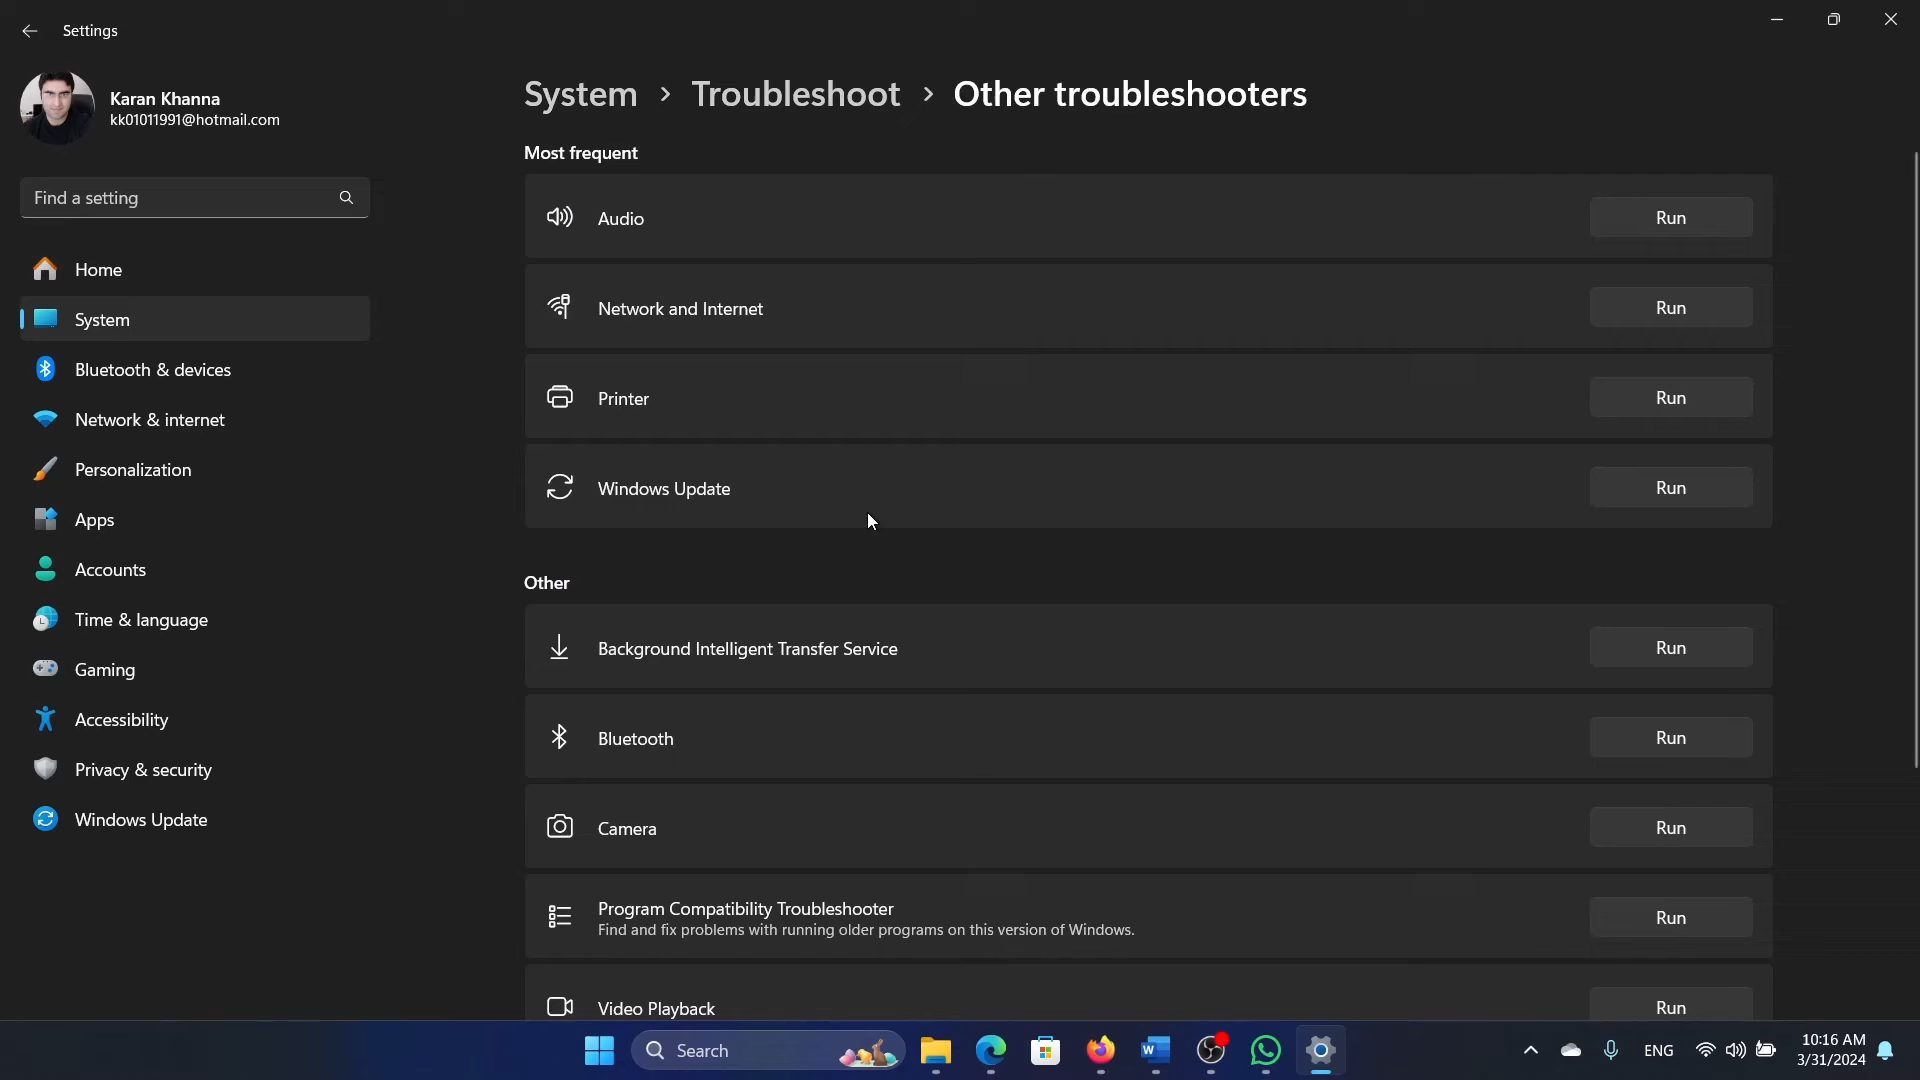 Settings
Karan Khanna
kk01011991@hotmail.com
Find a setting
Home
System
Bluetooth & devices
Network & internet
Personalization
Apps
Accounts
Time & language
Gaming
Accessibility
Privacy & security
Windows Update
System > Troubleshoot > Other troubleshooters
Most frequent
Audio
Run
Network and Internet
Run
Printer
Run
Windows Update
Run
Other
Background Intelligent Transfer Service
Run
Bluetooth
Run
Camera
Run
Program Compatibility Troubleshooter
Find and fix problems with running older programs on this version of Windows.
Run
Video Playback
Run
Search
W
ENG
10:16 AM
3/31/2024